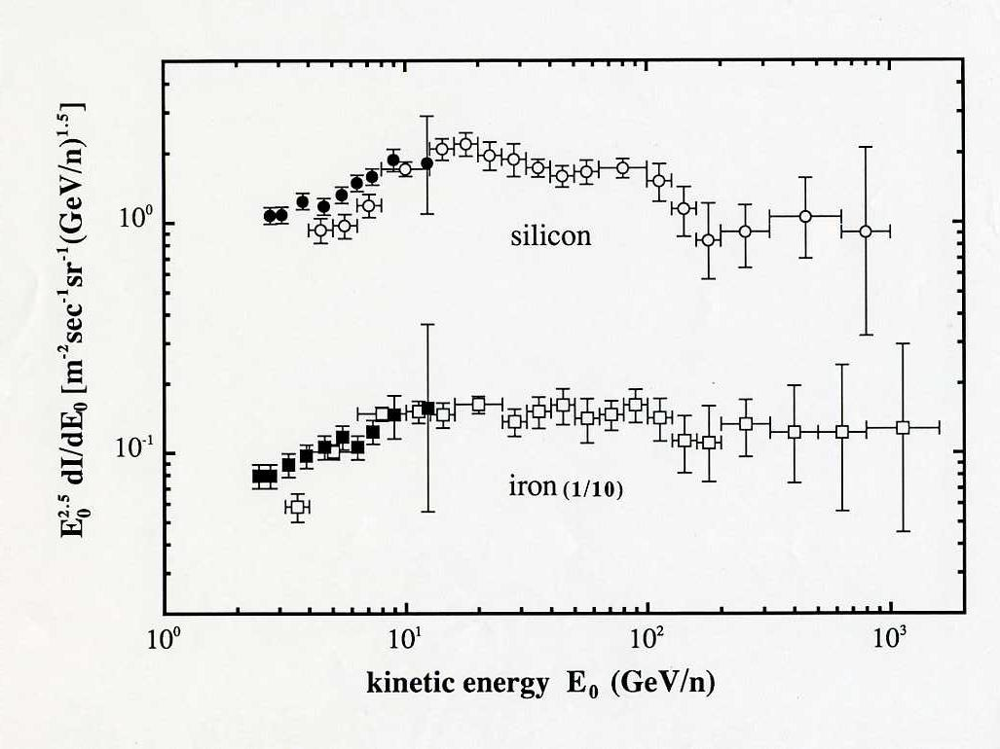 E₀^2.5 dI/dE₀ [m⁻²sec⁻¹sr⁻¹(GeV/n)^1.5]
10⁰
silicon
10⁻¹
iron (1/10)
10⁰ 10¹ 10² 10³
kinetic energy E₀ (GeV/n)